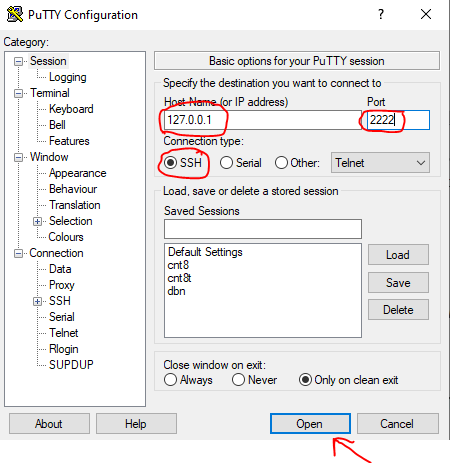 PuTTY Configuration
Category:
Session
Logging
Terminal
Keyboard
Bell
Features
Window
Appearance
Behaviour
Translation
Selection
Colours
Connection
Data
Proxy
SSH
Serial
Telnet
Rlogin
SUPDUP
Basic options for your PuTTY session
Specify the destination you want to connect to
Host Name (or IP address) Port
127.0.0.1 2222
Connection type:
SSH Serial Other: Telnet
Load, save or delete a stored session
Saved Sessions
Default Settings
cnt8
cnt8t
dbn
Load
Save
Delete
Close window on exit:
Always Never Only on clean exit
About Help Open Cancel